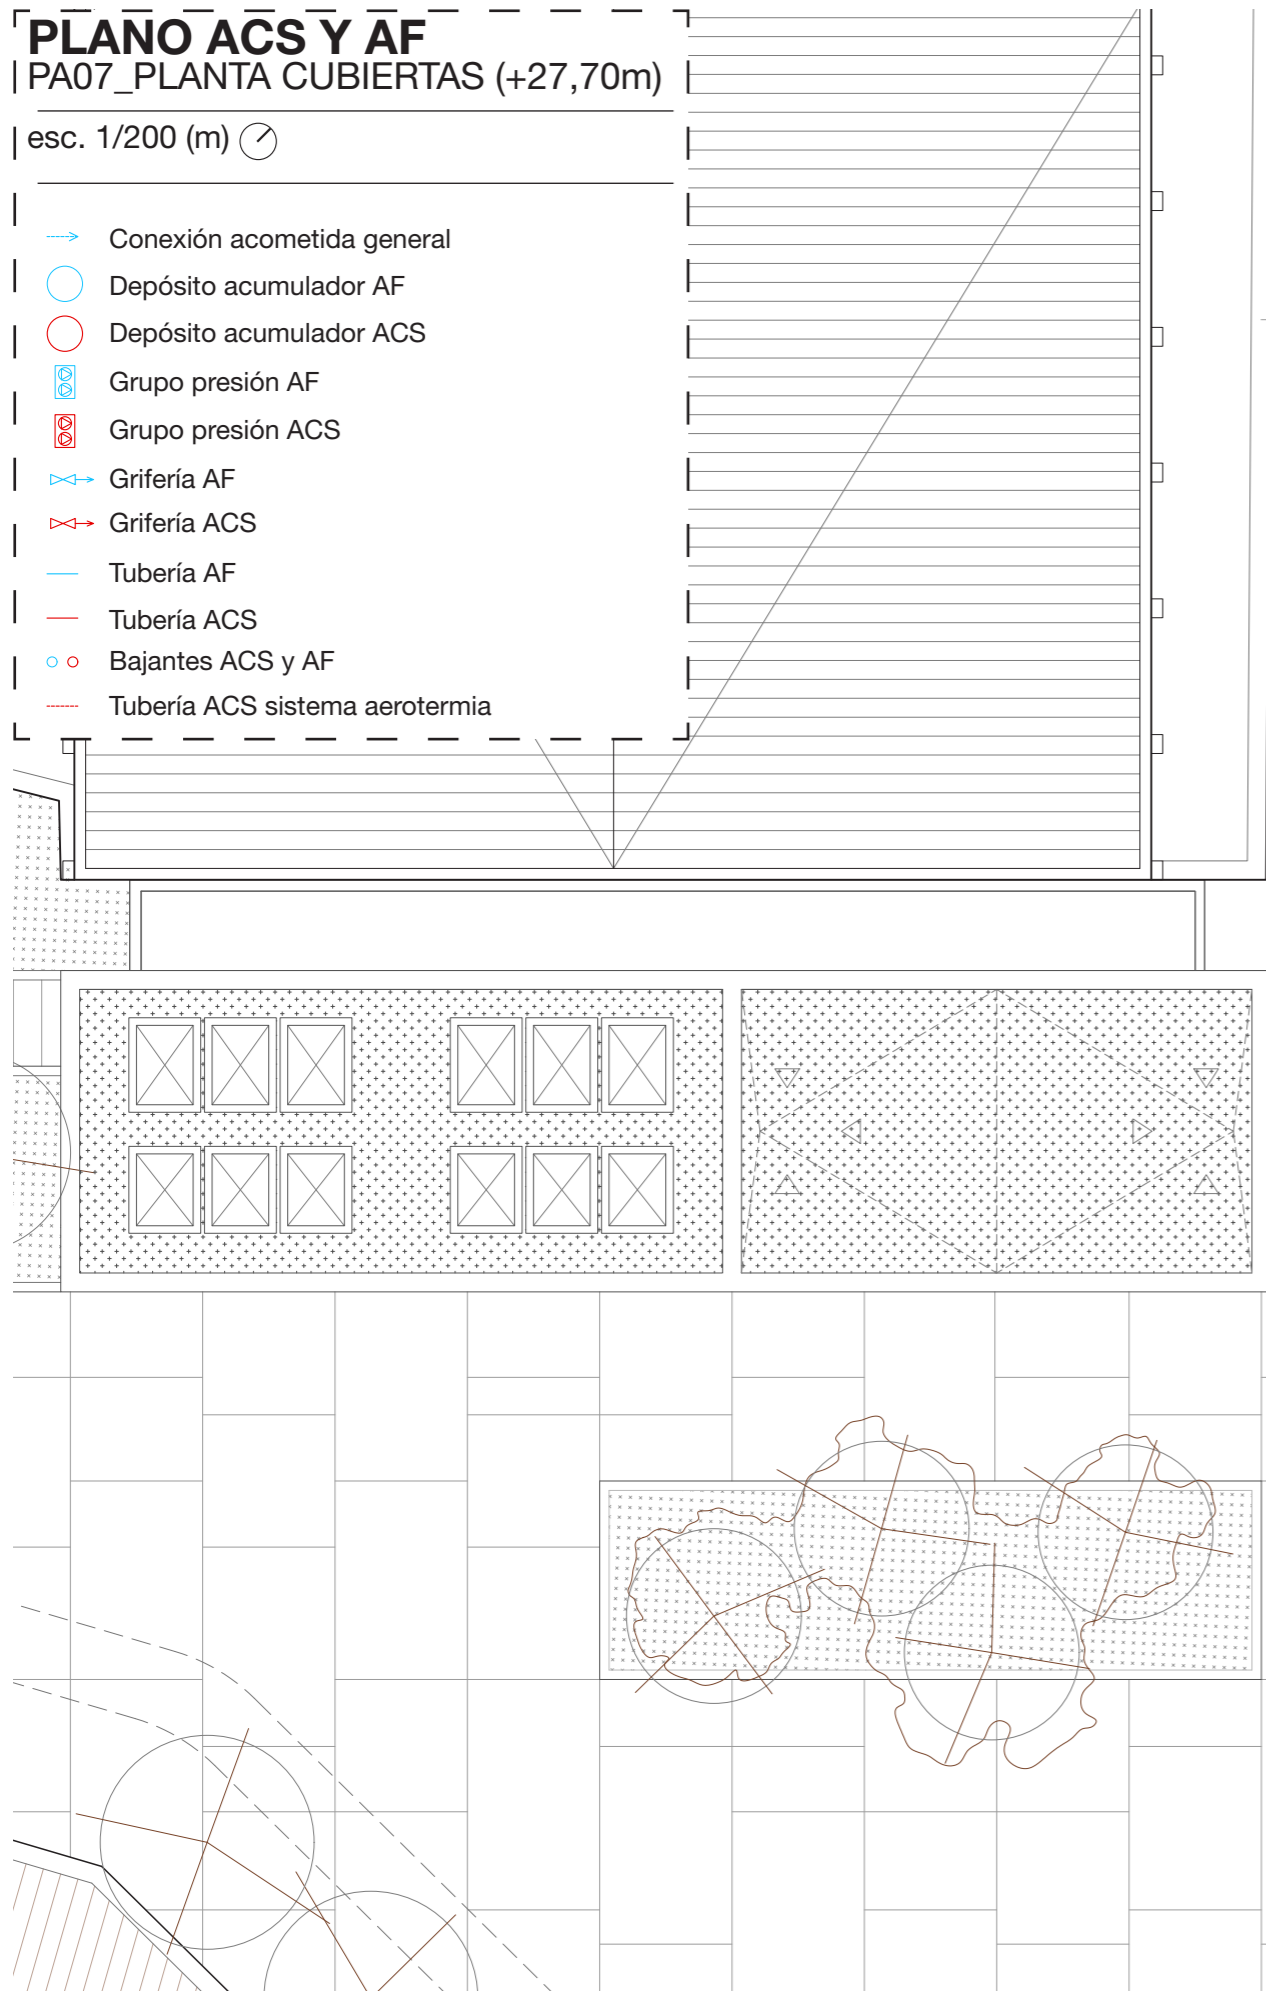 PLANO ACS Y AF
PA07_PLANTA CUBIERTAS (+27,70m)
esc. 1/200 (m)
Conexión acometida general
Depósito acumulador AF
Depósito acumulador ACS
Grupo presión AF
Grupo presión ACS
Grifería AF
Grifería ACS
Tubería AF
Tubería ACS
Bajantes ACS y AF
Tubería ACS sistema aerotermia